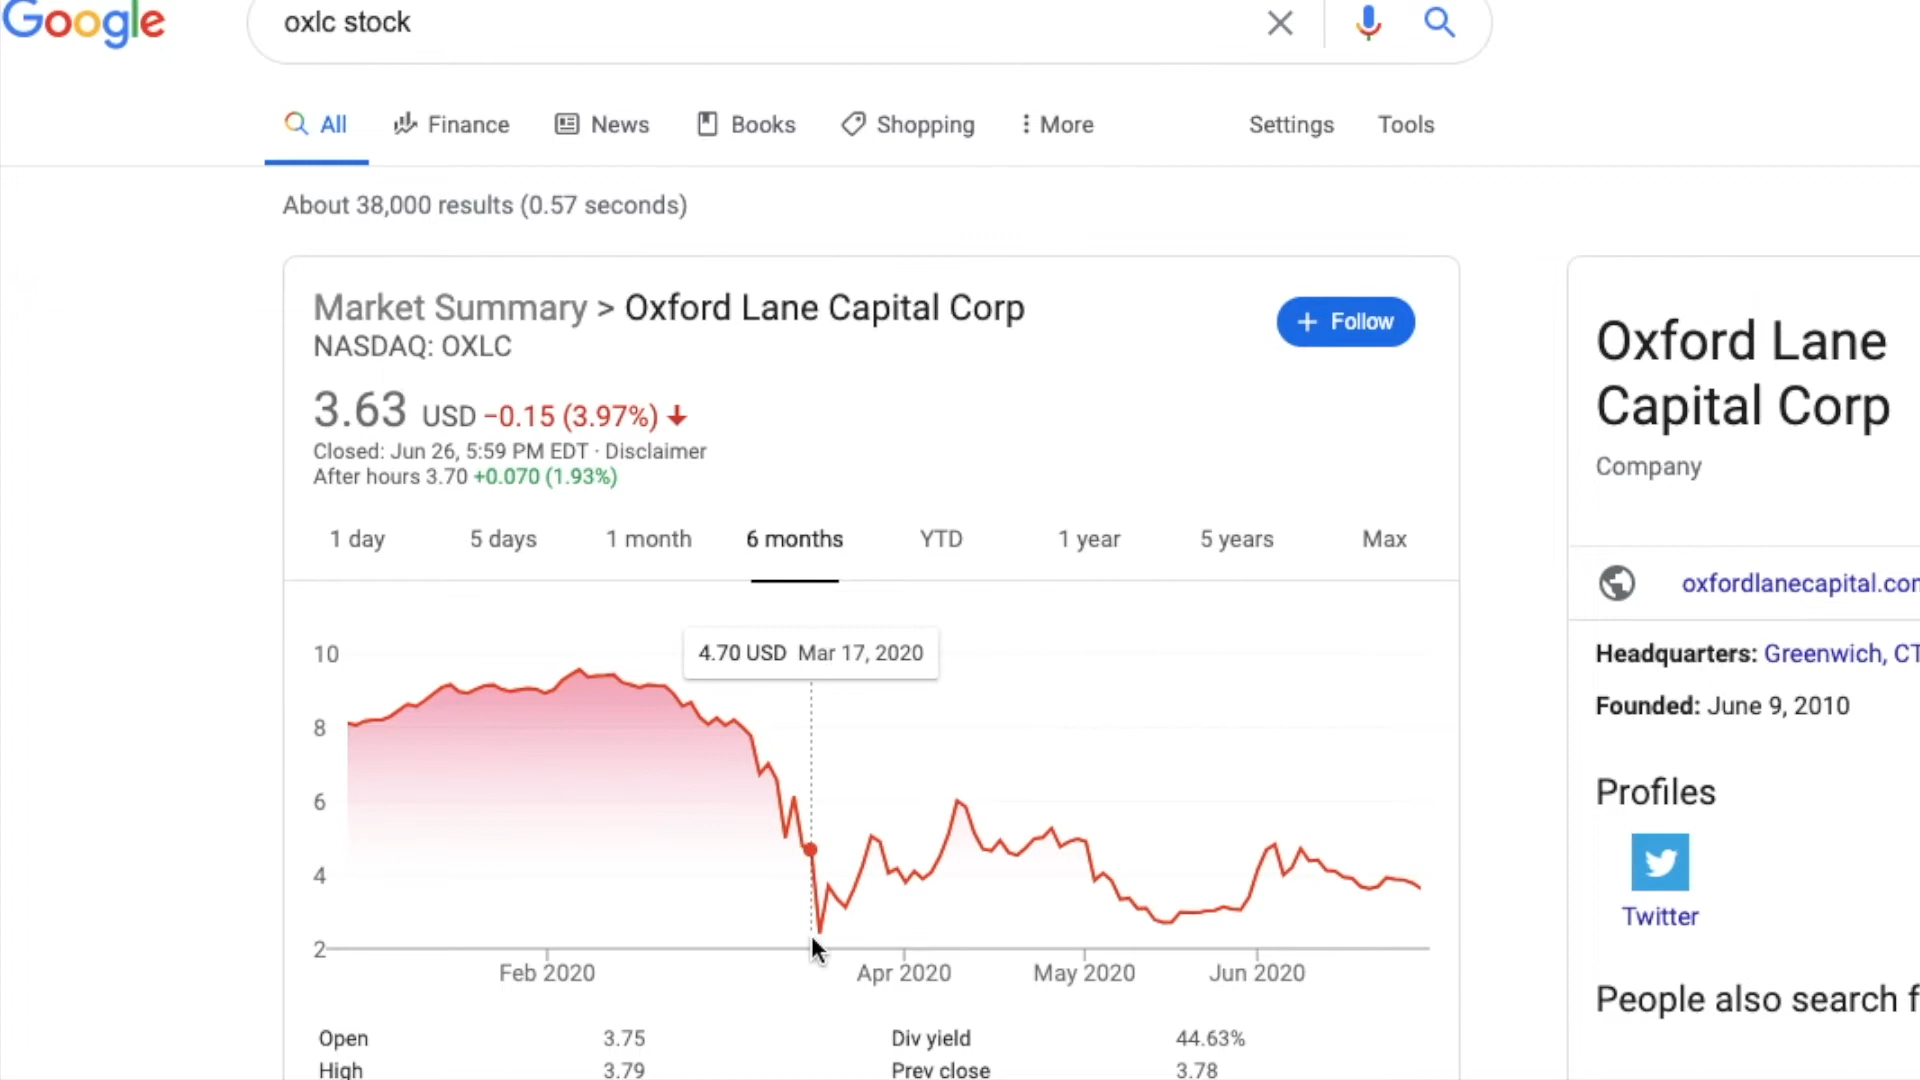 Google
oxlc stock
All Finance News Books Shopping More Settings Tools
About 38,000 results (0.57 seconds)
Market Summary > Oxford Lane Capital Corp
NASDAQ: OXLC
+ Follow
3.63 USD −0.15 (3.97%)
Closed: Jun 26, 5:59 PM EDT · Disclaimer
After hours 3.70 +0.070 (1.93%)
1 day 5 days 1 month 6 months YTD 1 year 5 years Max
4.70 USD Mar 17, 2020
10
8
6
4
2
Feb 2020 Apr 2020 May 2020 Jun 2020
Open 3.75 Div yield 44.63%
High 3.79 Prev close 3.78
Oxford Lane
Capital Corp
Company
oxfordlanecapital.com
Headquarters: Greenwich, CT
Founded: June 9, 2010
Profiles
Twitter
People also search f